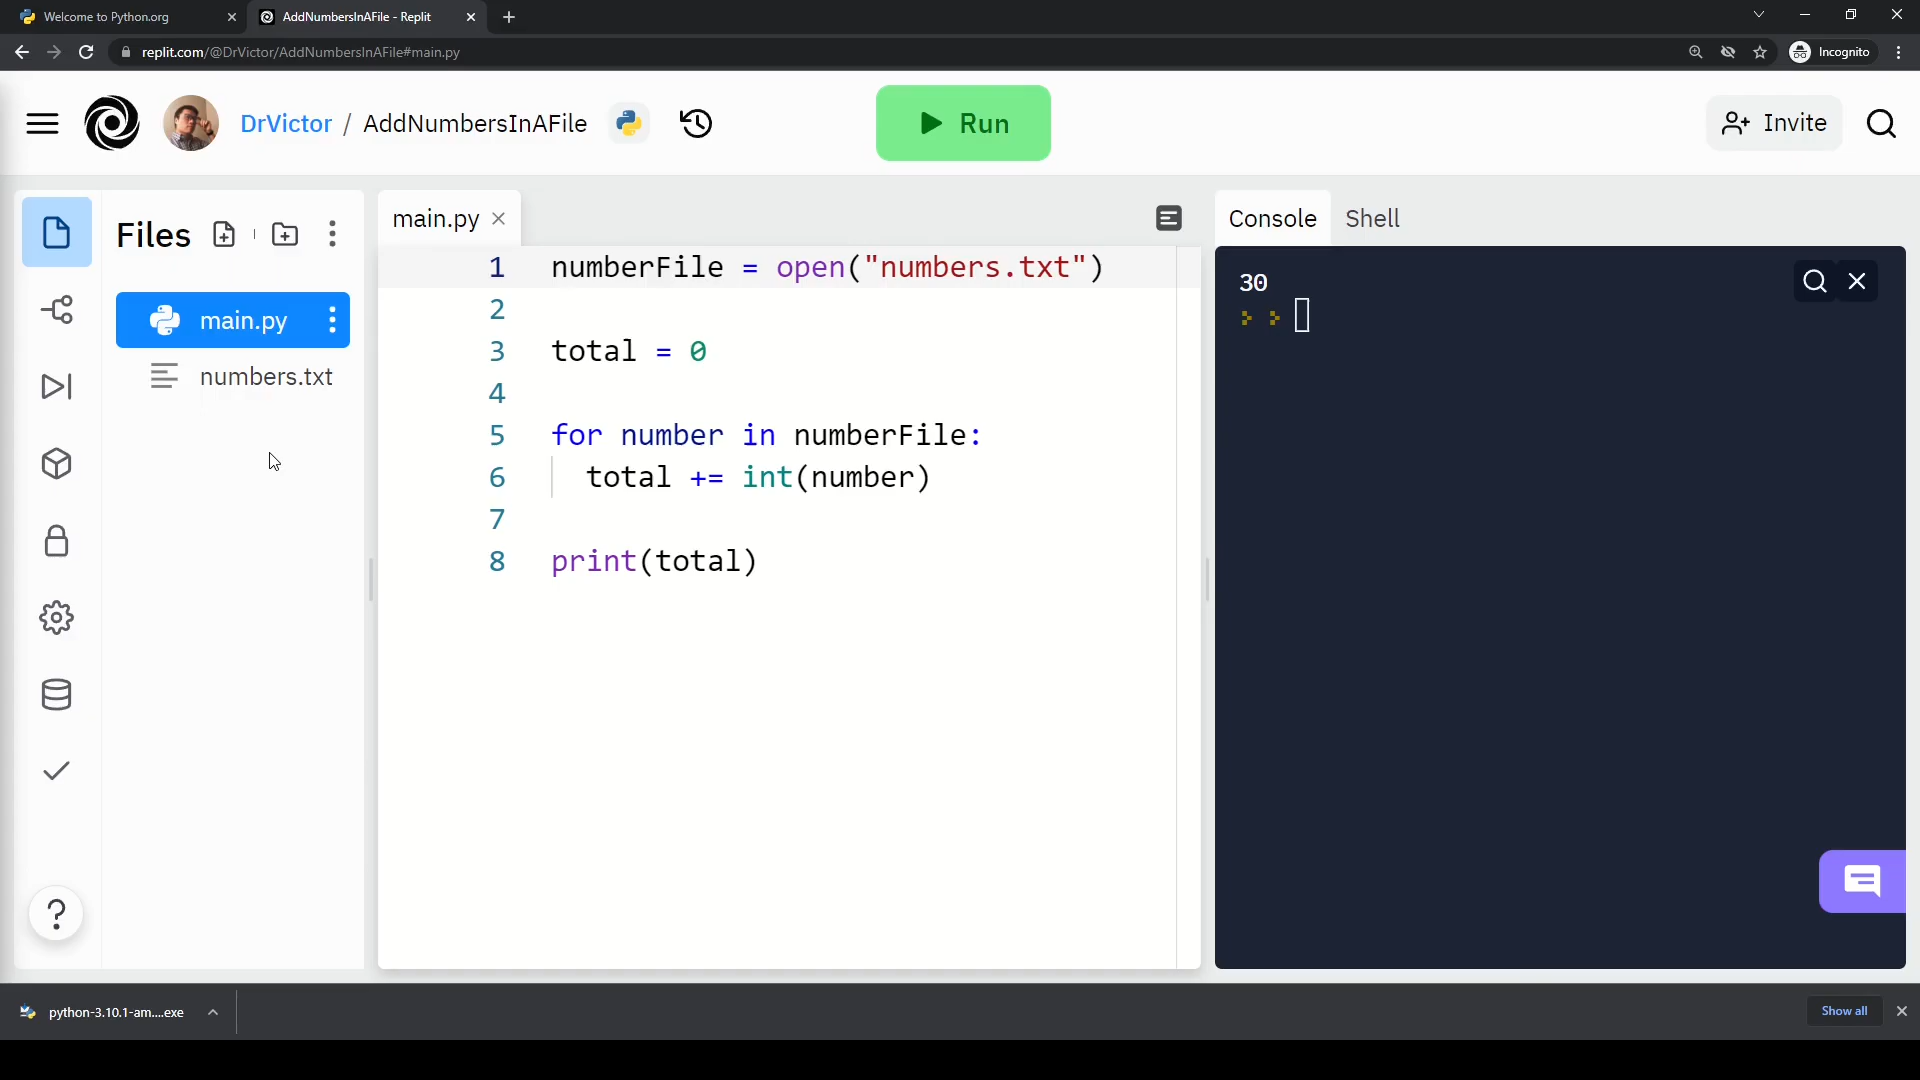 Welcome to Python.org
AddNumbersInAFile - Replit
replit.com/@DrVictor/AddNumbersInAFile#main.py
Incognito
DrVictor / AddNumbersInAFile
Run
Invite
Files
main.py
numbers.txt
main.py
1 numberFile = open("numbers.txt")
2
3 total = 0
4
5 for number in numberFile:
6 total += int(number)
7
8 print(total)
Console
Shell
30
?
python-3.10.1-am....exe
Show all